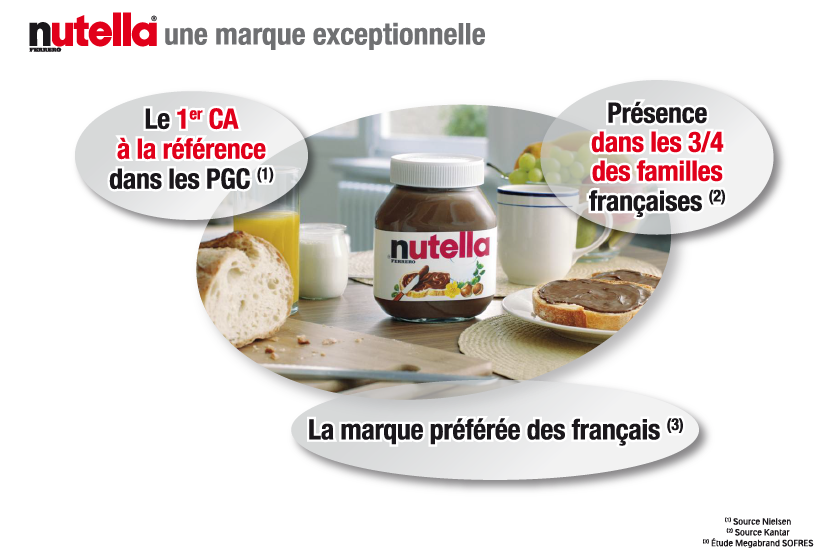 nutella® une marque exceptionnelle
FERRERO
Le 1er CA
à la référence
dans les PGC (1)
Présence
dans les 3/4
des familles
françaises (2)
nutella
FERRERO
La marque préférée des français (3)
(1) Source Nielsen
(2) Source Kantar
(3) Étude Megabrand SOFRES